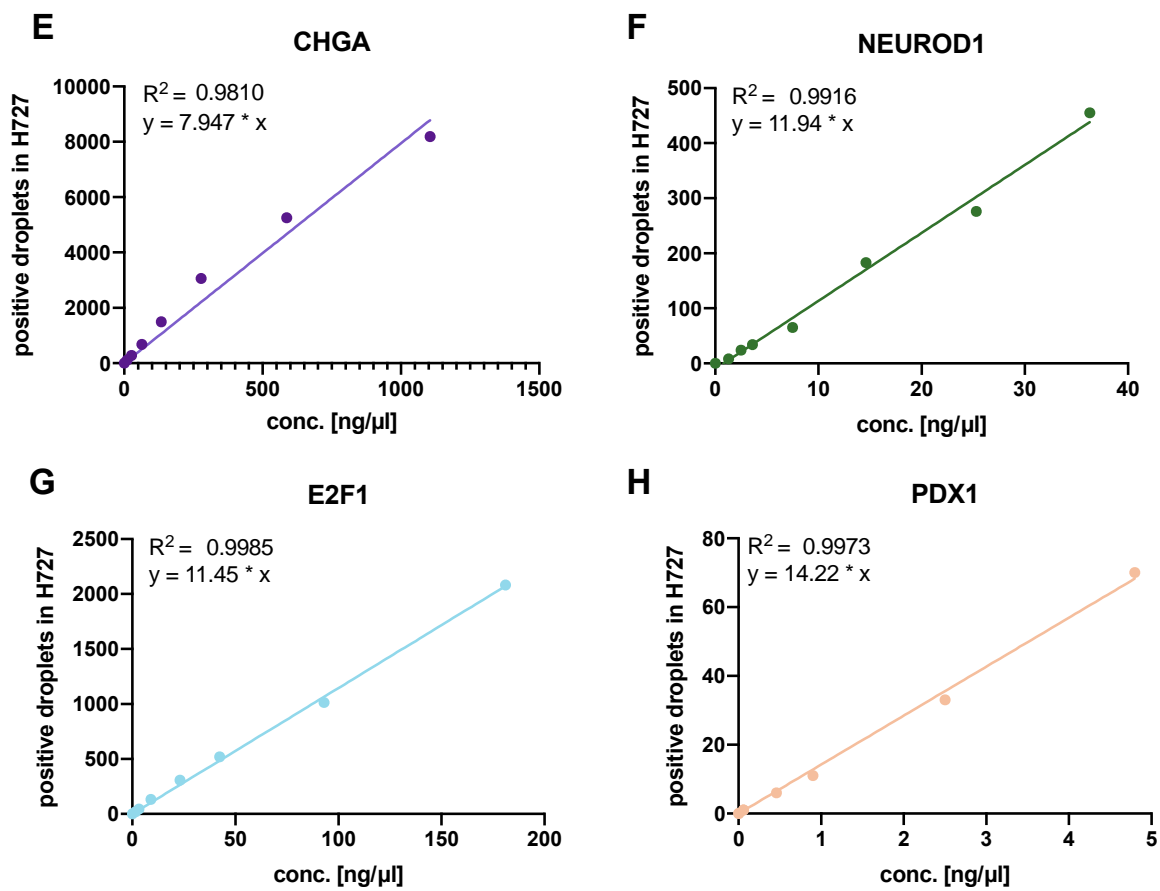 E
CHGA
R² = 0.9810
y = 7.947 * x
positive droplets in H727
10000
8000
6000
4000
2000
0
0 500 1000 1500
conc. [ng/µl]
F
NEUROD1
R² = 0.9916
y = 11.94 * x
positive droplets in H727
500
400
300
200
100
0
0 10 20 30 40
conc. [ng/µl]
G
E2F1
R² = 0.9985
y = 11.45 * x
positive droplets in H727
2500
2000
1500
1000
500
0
0 50 100 150 200
conc. [ng/µl]
H
PDX1
R² = 0.9973
y = 14.22 * x
positive droplets in H727
80
60
40
20
0
0 1 2 3 4 5
conc. [ng/µl]